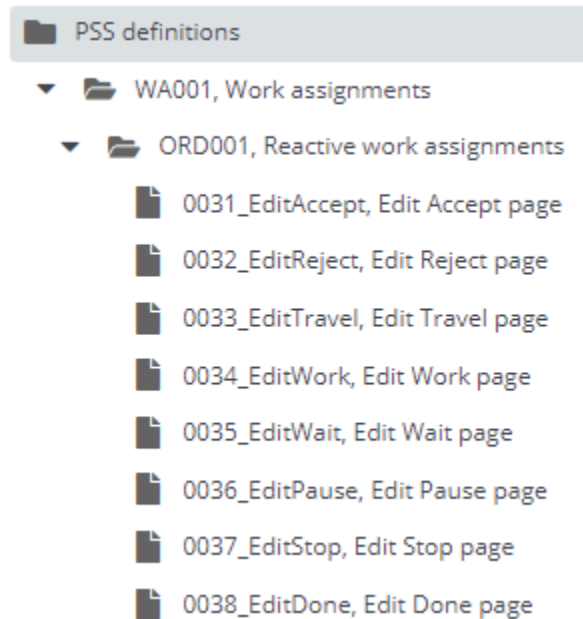 PSS definitions
WA001, Work assignments
ORD001, Reactive work assignments
0031_EditAccept, Edit Accept page
0032_EditReject, Edit Reject page
0033_EditTravel, Edit Travel page
0034_EditWork, Edit Work page
0035_EditWait, Edit Wait page
0036_EditPause, Edit Pause page
0037_EditStop, Edit Stop page
0038_EditDone, Edit Done page